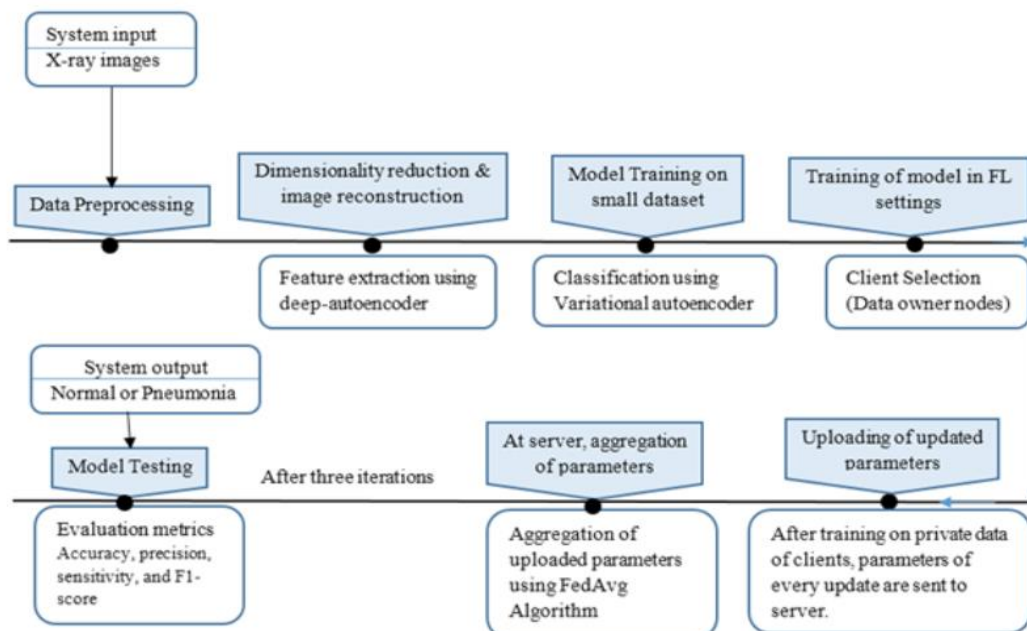 System input
X-ray images
Data Preprocessing
Dimensionality reduction &
image reconstruction
Feature extraction using
deep-autoencoder
Model Training on
small dataset
Classification using
Variational autoencoder
Training of model in FL
settings
Client Selection
(Data owner nodes)
System output
Normal or Pneumonia
Model Testing
Evaluation metrics
Accuracy, precision,
sensitivity, and F1-
score
After three iterations
At server, aggregation
of parameters
Aggregation of
uploaded parameters
using FedAvg
Algorithm
Uploading of updated
parameters
After training on private data
of clients, parameters of
every update are sent to
server.